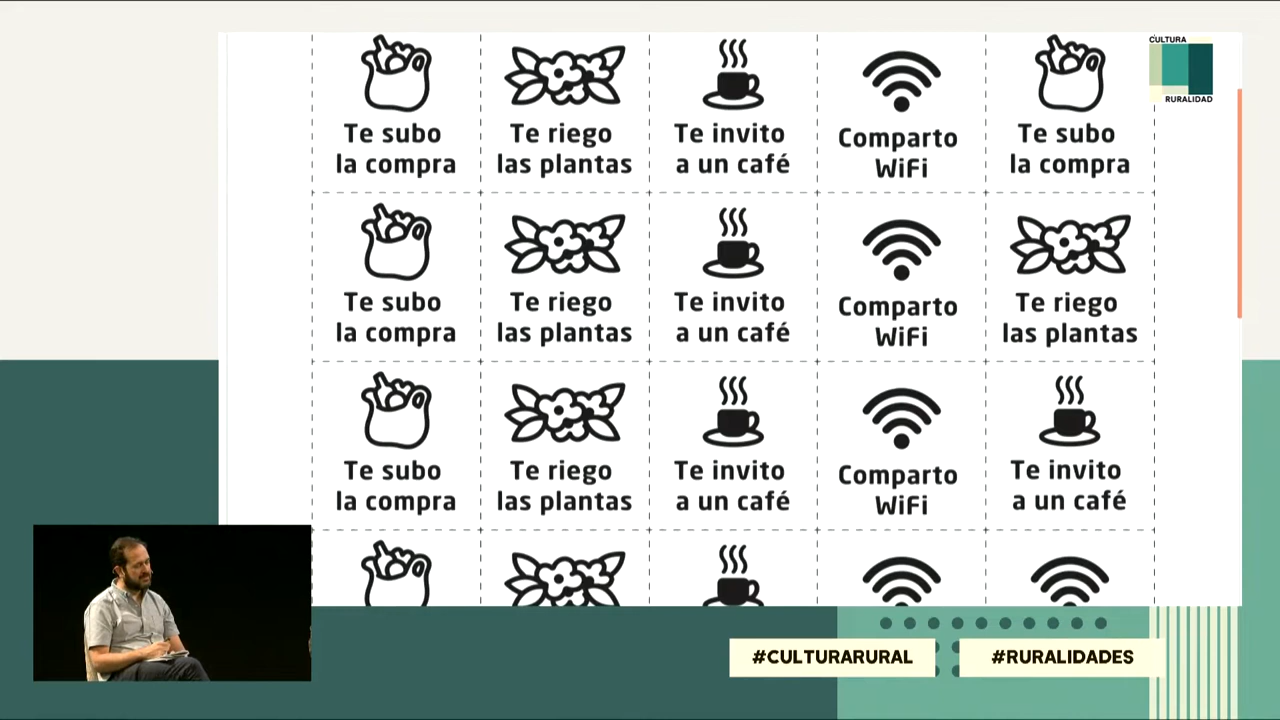 CULTURA
RURALIDAD
Te subo
la compra
Te riego
las plantas
Te invito
a un café
Comparto
WiFi
Te subo
la compra
Te subo
la compra
Te riego
las plantas
Te invito
a un café
Comparto
WiFi
Te riego
las plantas
Te subo
la compra
Te riego
las plantas
Te invito
a un café
Comparto
WiFi
Te invito
a un café
#CULTURARURAL
#RURALIDADES